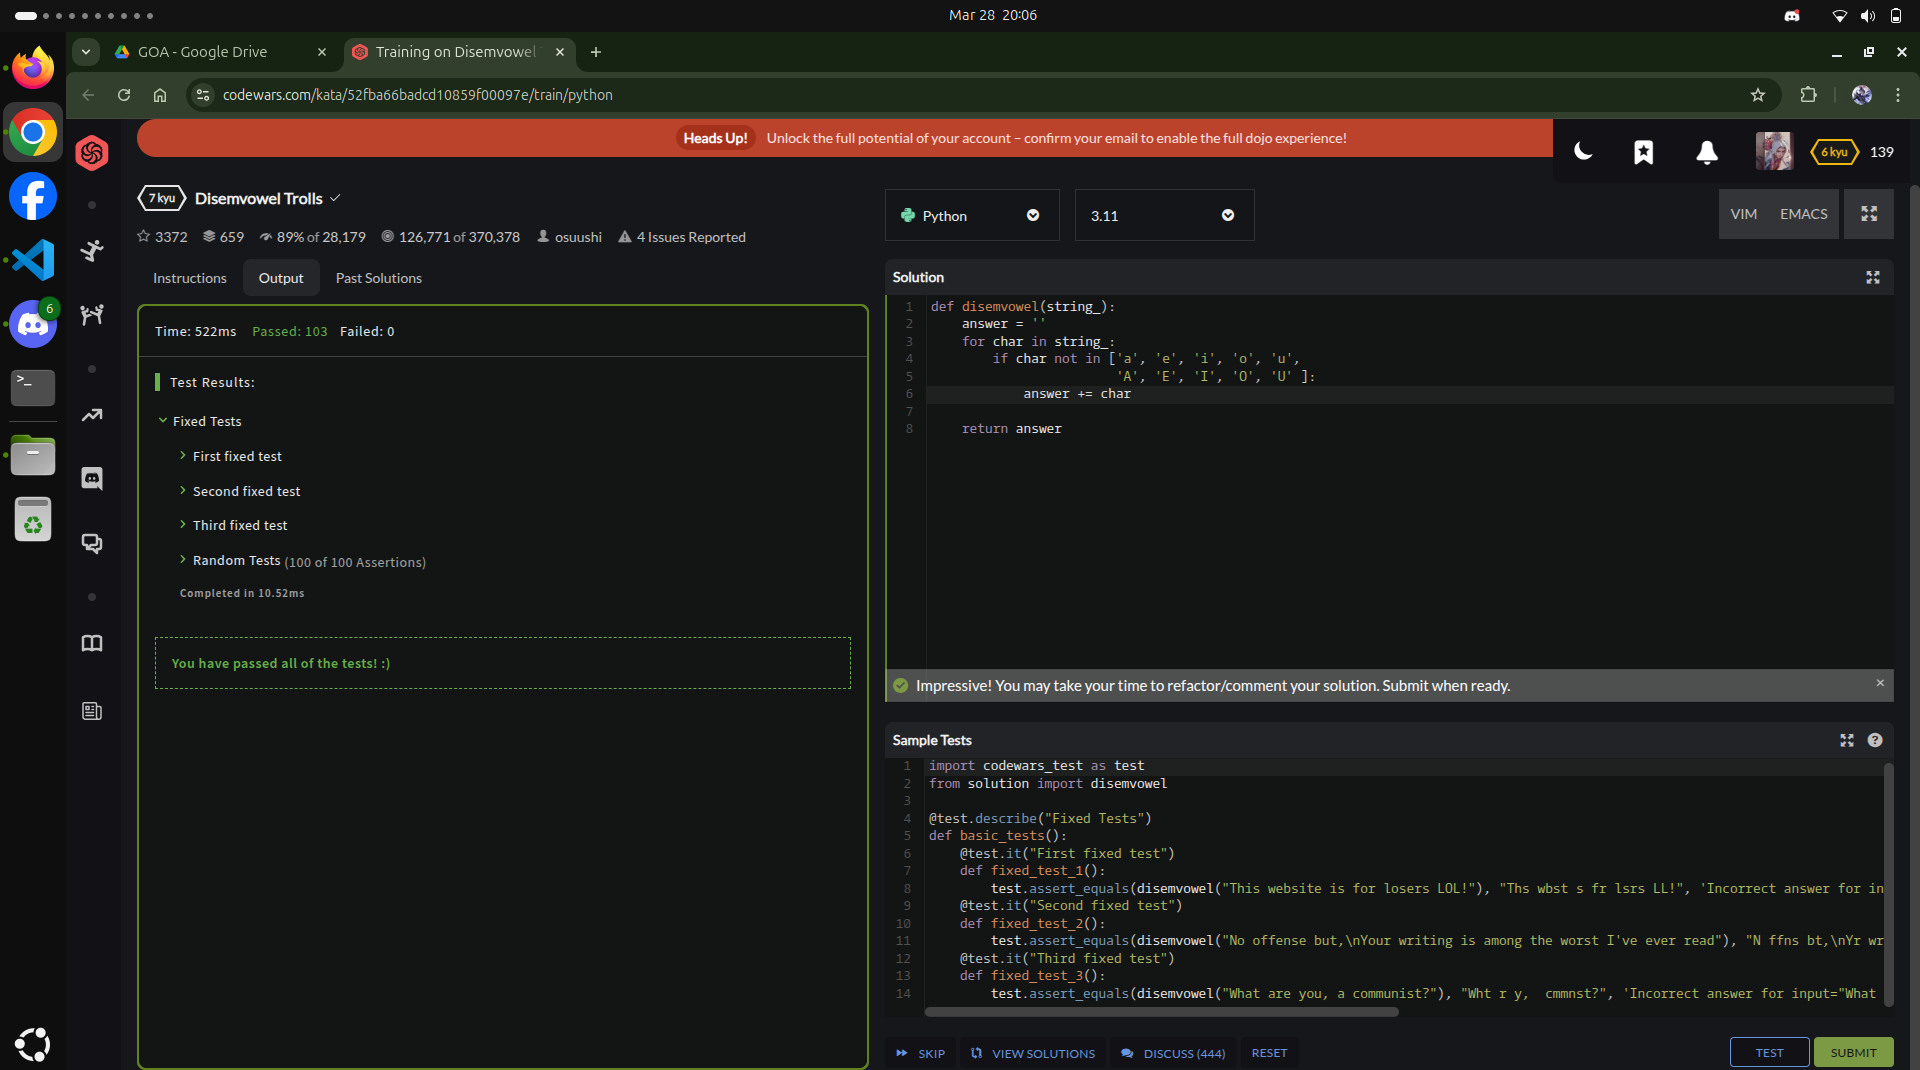 Mar 28 20:06
GOA - Google Drive
Training on Disemvowel
codewars.com/kata/52fba66badcd10859f00097e/train/python
Heads Up! Unlock the full potential of your account – confirm your email to enable the full dojo experience!
6 kyu 139
6
7 kyu Disemvowel Trolls
3372 659 89% of 28,179 126,771 of 370,378 osuushi 4 Issues Reported
Instructions Output Past Solutions
Time: 522ms Passed: 103 Failed: 0
Test Results:
Fixed Tests
First fixed test
Second fixed test
Third fixed test
Random Tests (100 of 100 Assertions)
Completed in 10.52ms
You have passed all of the tests! :)
Python 3.11 VIM EMACS
Solution
1 def disemvowel(string_):
2     answer = ''
3     for char in string_:
4         if char not in ['a', 'e', 'i', 'o', 'u',
5                         'A', 'E', 'I', 'O', 'U' ]:
6             answer += char
7
8     return answer
Impressive! You may take your time to refactor/comment your solution. Submit when ready.
Sample Tests
1 import codewars_test as test
2 from solution import disemvowel
3
4 @test.describe("Fixed Tests")
5 def basic_tests():
6     @test.it("First fixed test")
7     def fixed_test_1():
8         test.assert_equals(disemvowel("This website is for losers LOL!"), "Ths wbst s fr lsrs LL!", 'Incorrect answer for in
9     @test.it("Second fixed test")
10     def fixed_test_2():
11         test.assert_equals(disemvowel("No offense but,\nYour writing is among the worst I've ever read"), "N ffns bt,\nYr wr
12     @test.it("Third fixed test")
13     def fixed_test_3():
14         test.assert_equals(disemvowel("What are you, a communist?"), "Wht r y,  cmmnst?", 'Incorrect answer for input="What
SKIP VIEW SOLUTIONS DISCUSS (444) RESET TEST SUBMIT